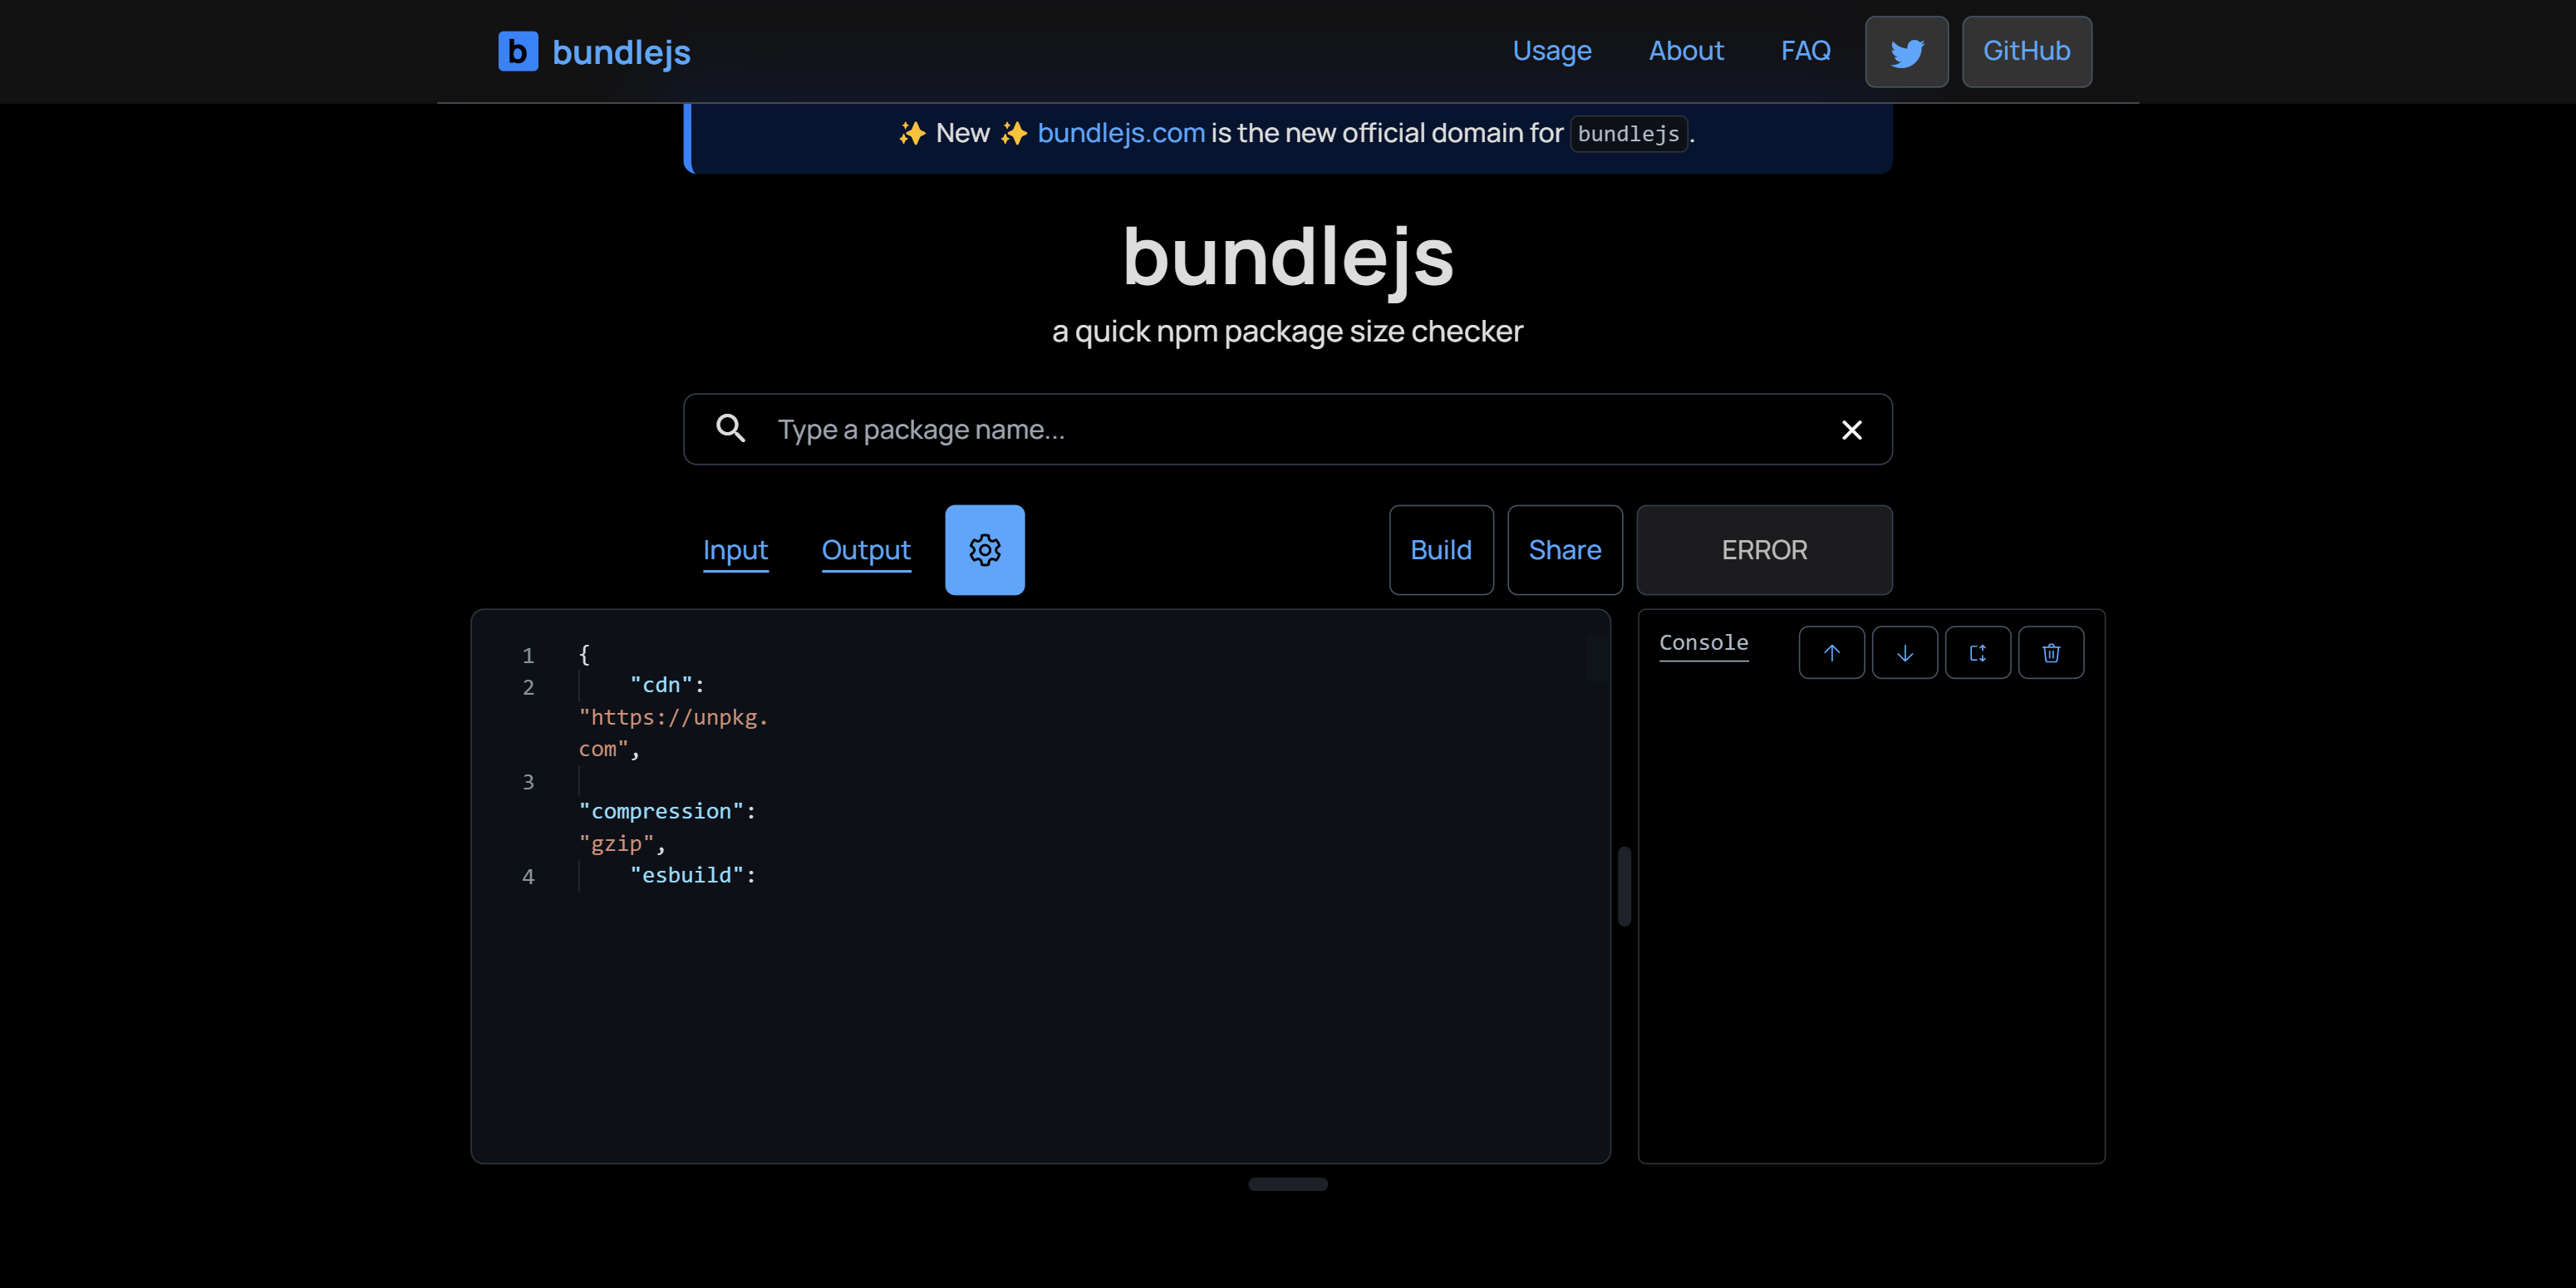 b bundlejs
Usage About FAQ GitHub
✨ New ✨ bundlejs.com is the new official domain for bundlejs.
bundlejs
a quick npm package size checker
Type a package name...
Input Output Build Share ERROR
1 {
2 "cdn":
"https://unpkg.
com",
3
"compression":
"gzip",
4 "esbuild":
Console